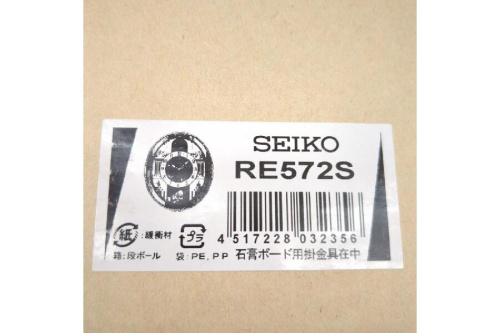 SEIKO
RE572S
4 517228 032356
紙 :緩衝材
プラ
箱:段ボール 袋:PE,PP 石膏ボード用掛金具在中